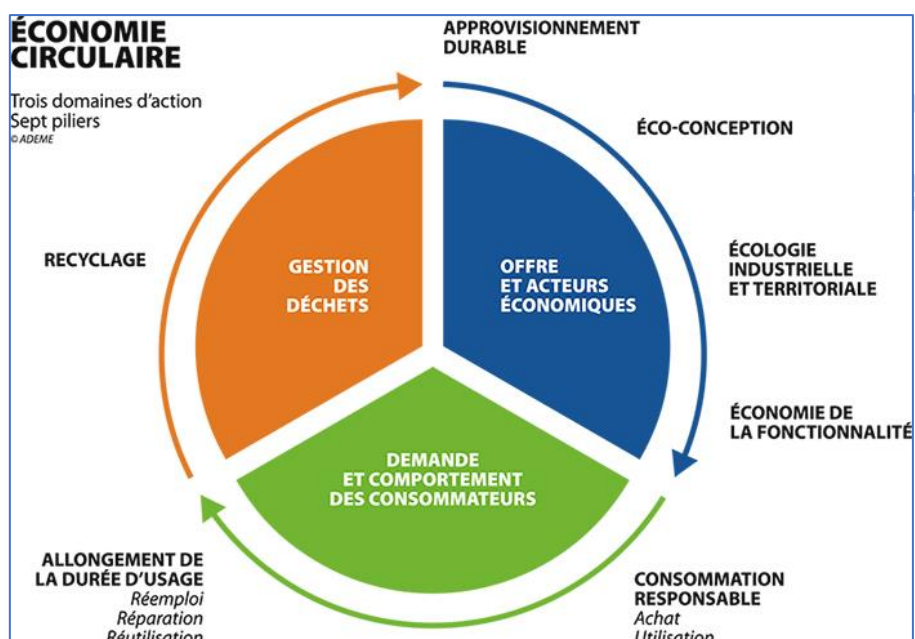 ÉCONOMIE
CIRCULAIRE
Trois domaines d'action
Sept piliers
© ADEME
APPROVISIONNEMENT
DURABLE
ÉCO-CONCEPTION
ÉCOLOGIE
INDUSTRIELLE
ET TERRITORIALE
ÉCONOMIE DE
LA FONCTIONNALITÉ
RECYCLAGE
GESTION
DES
DÉCHETS
OFFRE
ET ACTEURS
ÉCONOMIQUES
DEMANDE
ET COMPORTEMENT
DES CONSOMMATEURS
CONSOMMATION
RESPONSABLE
Achat
Utilisation
ALLONGEMENT DE
LA DURÉE D'USAGE
Réemploi
Réparation
Réutilisation